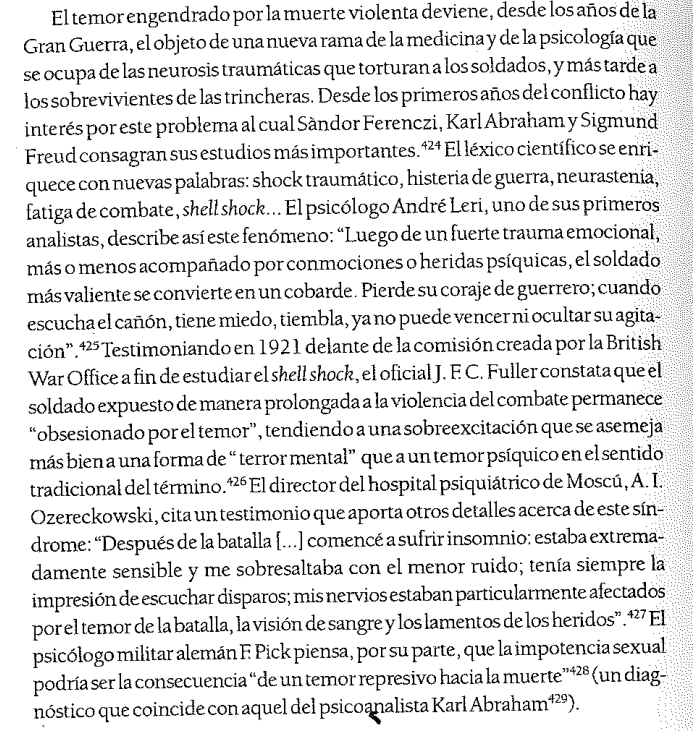 El temor engendrado por la muerte violenta deviene, desde los años de la
Gran Guerra, el objeto de una nueva rama de la medicina y de la psicología que
se ocupa de las neurosis traumáticas que torturan a los soldados, y más tarde a
los sobrevivientes de las trincheras. Desde los primeros años del conflicto hay
interés por este problema al cual Sàndor Ferenczi, Karl Abraham y Sigmund
Freud consagran sus estudios más importantes.⁴²⁴ El léxico científico se enri-
quece con nuevas palabras: shock traumático, histeria de guerra, neurastenia,
fatiga de combate, shell shock... El psicólogo André Leri, uno de sus primeros
analistas, describe así este fenómeno: “Luego de un fuerte trauma emocional,
más o menos acompañado por conmociones o heridas psíquicas, el soldado
más valiente se convierte en un cobarde. Pierde su coraje de guerrero; cuando
escucha el cañón, tiene miedo, tiembla, ya no puede vencer ni ocultar su agita-
ción”.⁴²⁵ Testimoniando en 1921 delante de la comisión creada por la British
War Office a fin de estudiar el shell shock, el oficial J. F. C. Fuller constata que el
soldado expuesto de manera prolongada a la violencia del combate permanece
“obsesionado por el temor”, tendiendo a una sobreexcitación que se asemeja
más bien a una forma de “terror mental” que a un temor psíquico en el sentido
tradicional del término.⁴²⁶ El director del hospital psiquiátrico de Moscú, A. I.
Ozereckowski, cita un testimonio que aporta otros detalles acerca de este sín-
drome: “Después de la batalla [...] comencé a sufrir insomnio: estaba extrema-
damente sensible y me sobresaltaba con el menor ruido; tenía siempre la
impresión de escuchar disparos; mis nervios estaban particularmente afectados
por el temor de la batalla, la visión de sangre y los lamentos de los heridos”.⁴²⁷ El
psicólogo militar alemán F. Pick piensa, por su parte, que la impotencia sexual
podría ser la consecuencia “de un temor represivo hacia la muerte”⁴²⁸ (un diag-
nóstico que coincide con aquel del psicoanalista Karl Abraham⁴²⁹).